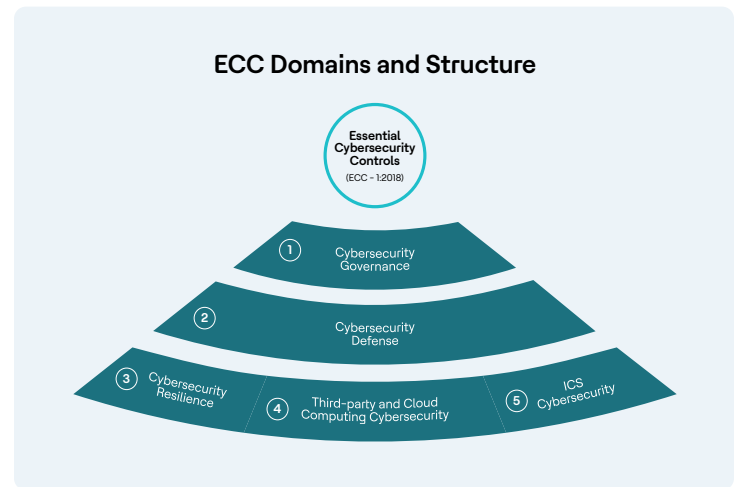 ECC Domains and Structure
Essential
Cybersecurity
Controls
(ECC - 1:2018)
1
Cybersecurity
Governance
2
Cybersecurity
Defense
3
Cybersecurity
Resilience
4
Third-party and Cloud
Computing Cybersecurity
5
ICS
Cybersecurity